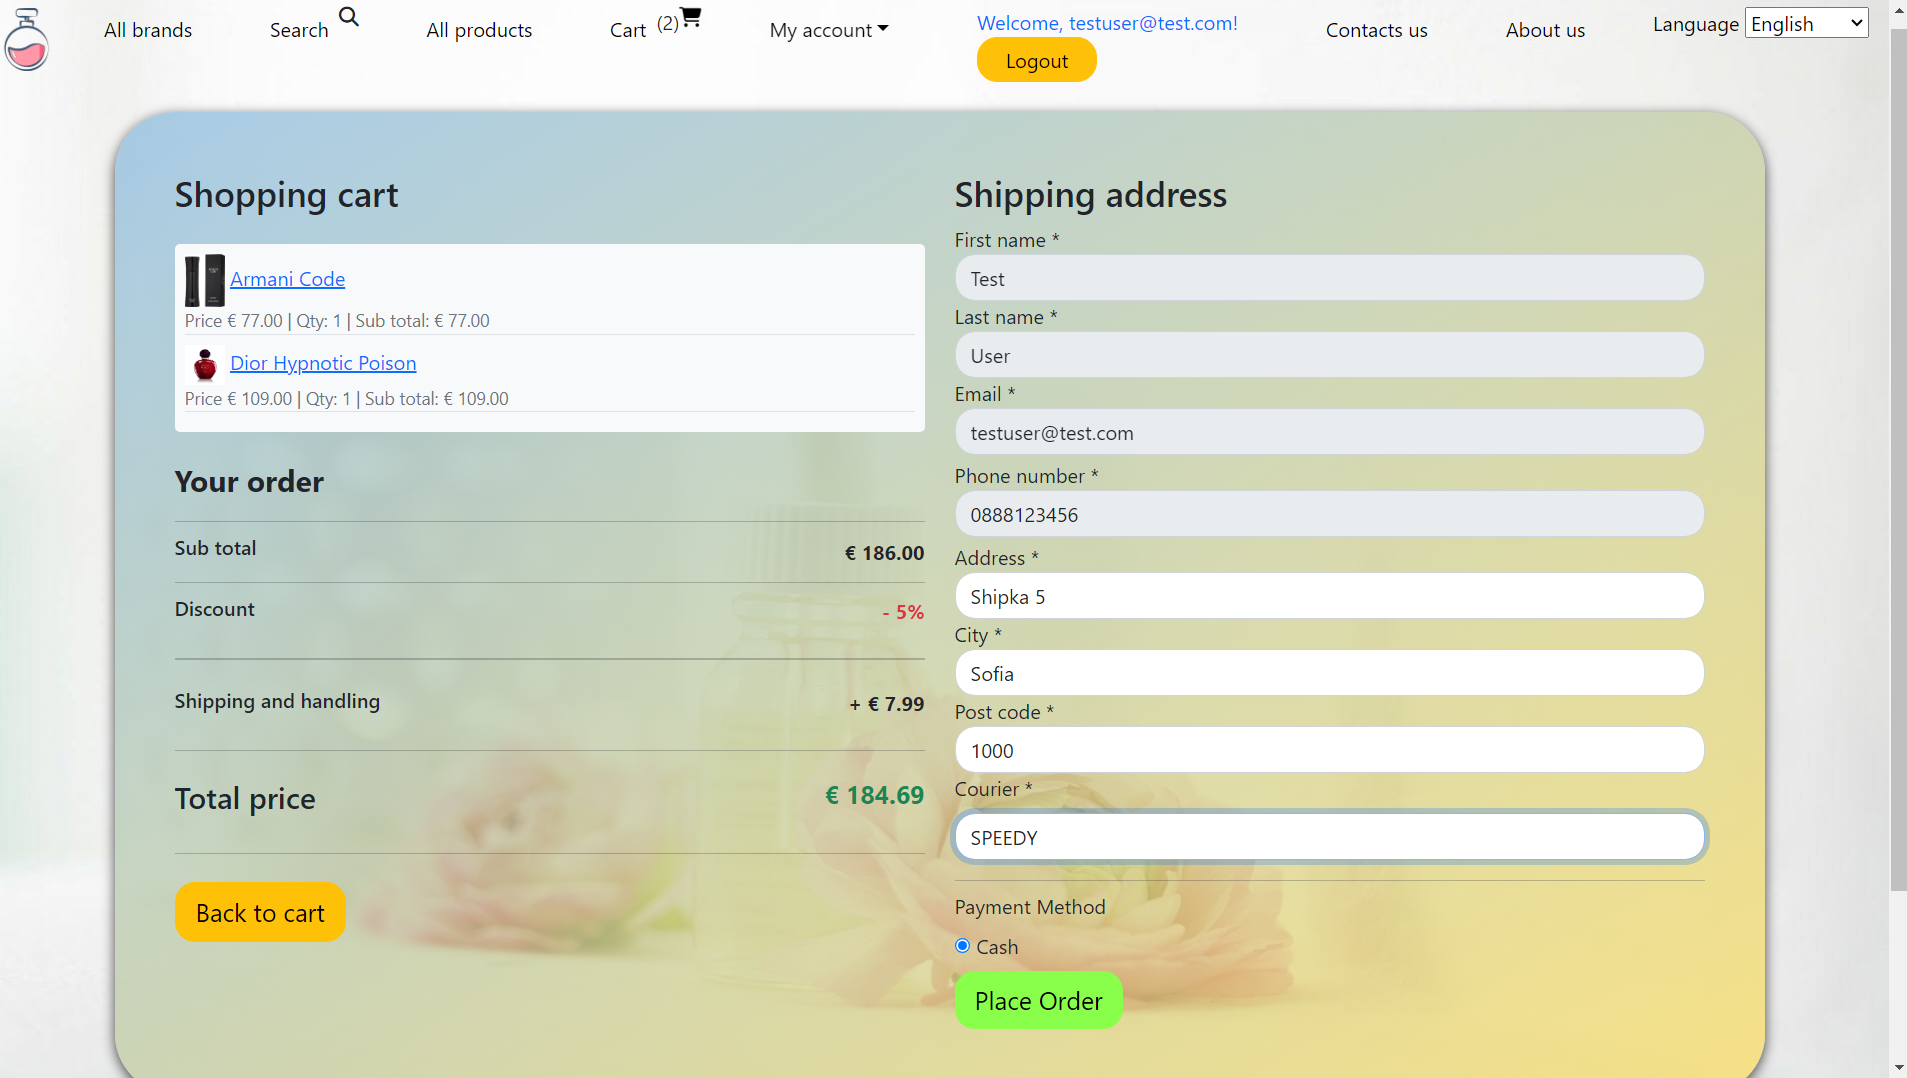 All brands
Search
All products
Cart (2)
My account
Welcome, testuser@test.com!
Logout
Contacts us
About us
Language English
Shopping cart
Armani Code
Price € 77.00 | Qty: 1 | Sub total: € 77.00
Dior Hypnotic Poison
Price € 109.00 | Qty: 1 | Sub total: € 109.00
Your order
Sub total € 186.00
Discount - 5%
Shipping and handling + € 7.99
Total price € 184.69
Back to cart
Shipping address
First name *
Test
Last name *
User
Email *
testuser@test.com
Phone number *
0888123456
Address *
Shipka 5
City *
Sofia
Post code *
1000
Courier *
SPEEDY
Payment Method
Cash
Place Order